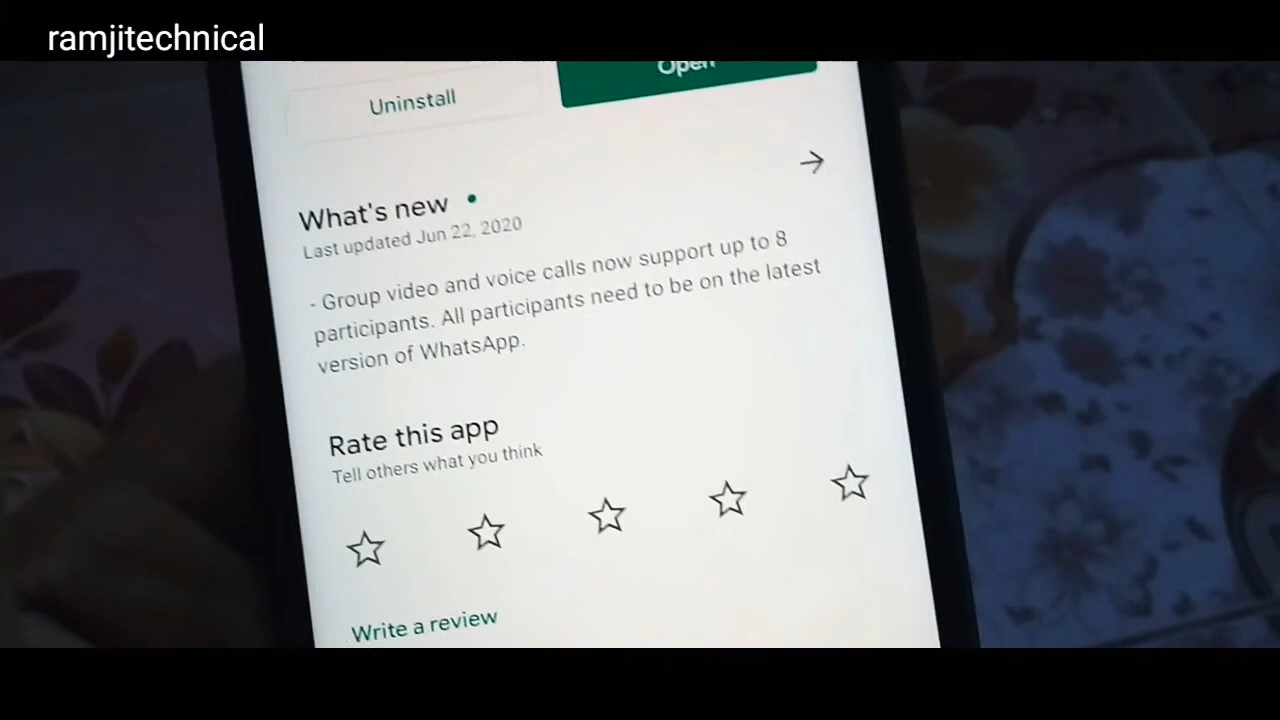 ramjitechnical
Open
Uninstall
What's new
Last updated Jun 22, 2020
- Group video and voice calls now support up to 8
participants. All participants need to be on the latest
version of WhatsApp.
Rate this app
Tell others what you think
Write a review